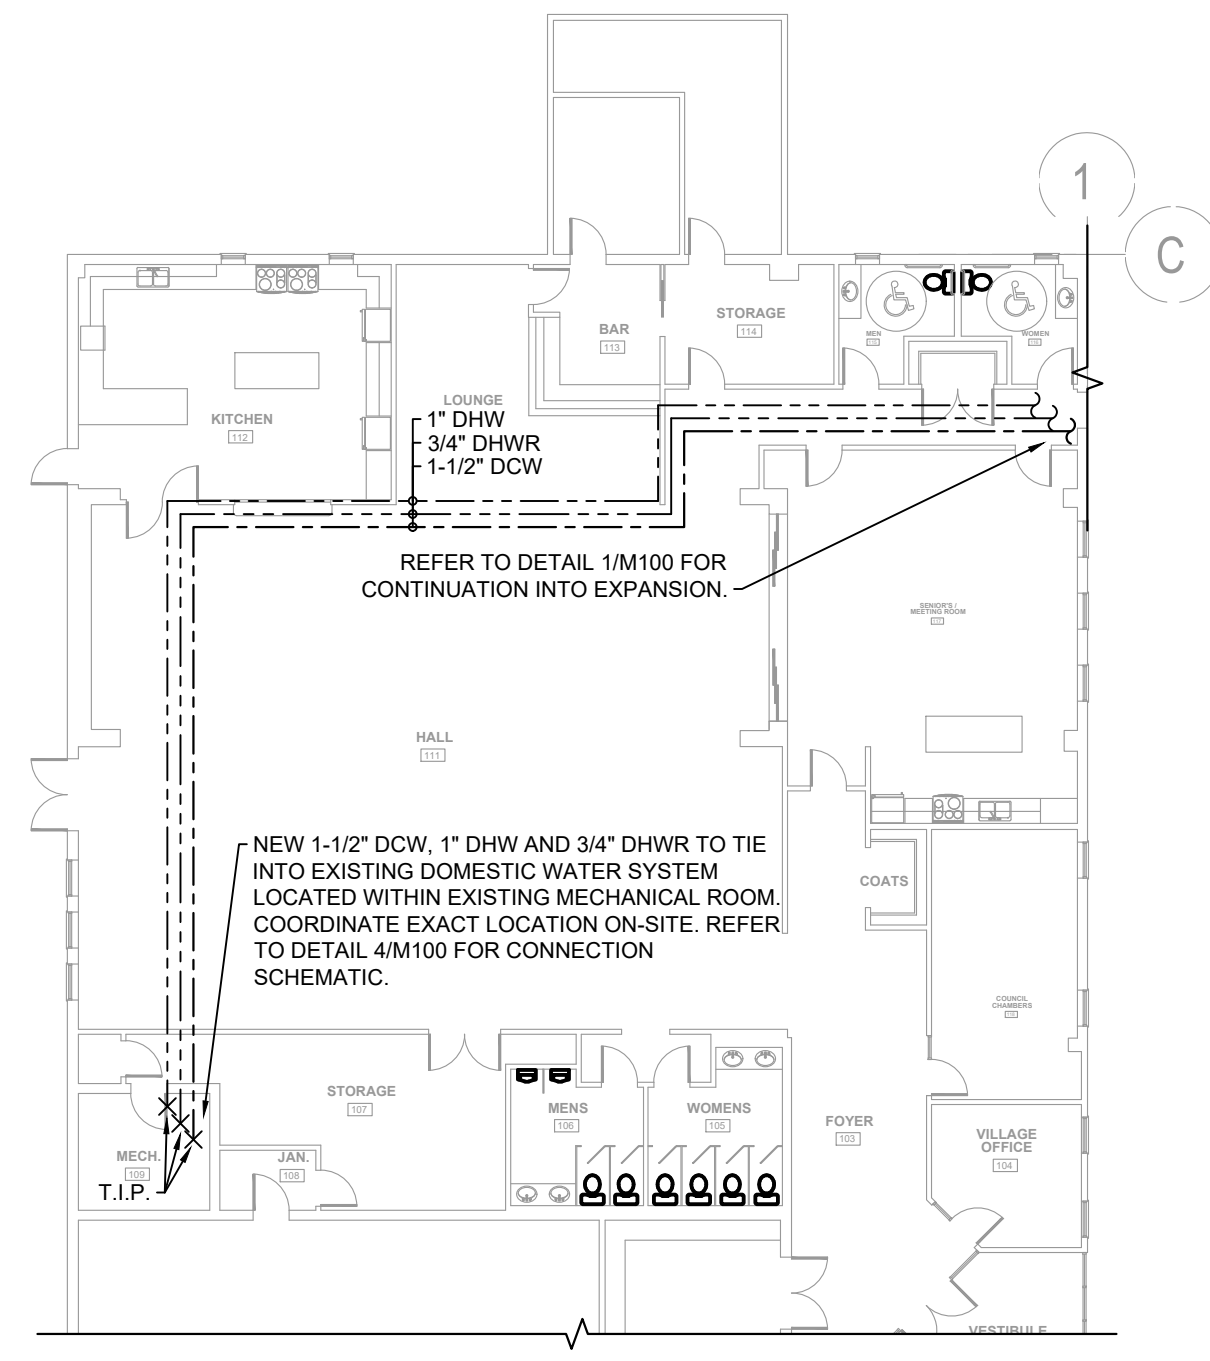 1
C
BAR
113
STORAGE
114
MEN
115
WOMEN
116
LOUNGE
KITCHEN
112
1" DHW
3/4" DHWR
1-1/2" DCW
REFER TO DETAIL 1/M100 FOR
CONTINUATION INTO EXPANSION.
SENIOR'S /
MEETING ROOM
117
HALL
111
NEW 1-1/2" DCW, 1" DHW AND 3/4" DHWR TO TIE
INTO EXISTING DOMESTIC WATER SYSTEM
LOCATED WITHIN EXISTING MECHANICAL ROOM.
COORDINATE EXACT LOCATION ON-SITE. REFER
TO DETAIL 4/M100 FOR CONNECTION
SCHEMATIC.
COATS
COUNCIL
CHAMBERS
STORAGE
107
MENS
106
WOMENS
105
FOYER
103
VILLAGE
OFFICE
104
MECH.
109
JAN.
108
T.I.P.
VESTIBULE